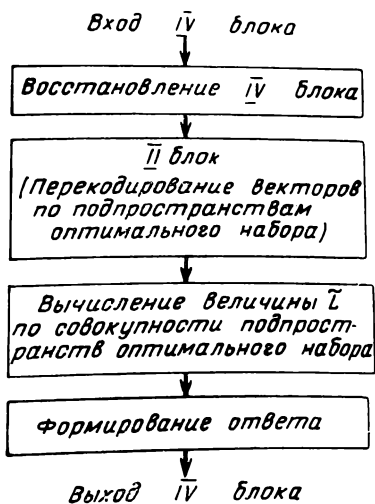 Вход IV блока
Восстановление IV блока
II блок
(Перекодирование векторов
по подпространствам
оптимального набора)
Вычисление величины L̃
по совокупности подпрост-
ранств оптимального набора
Формирование ответа
Выход IV блока